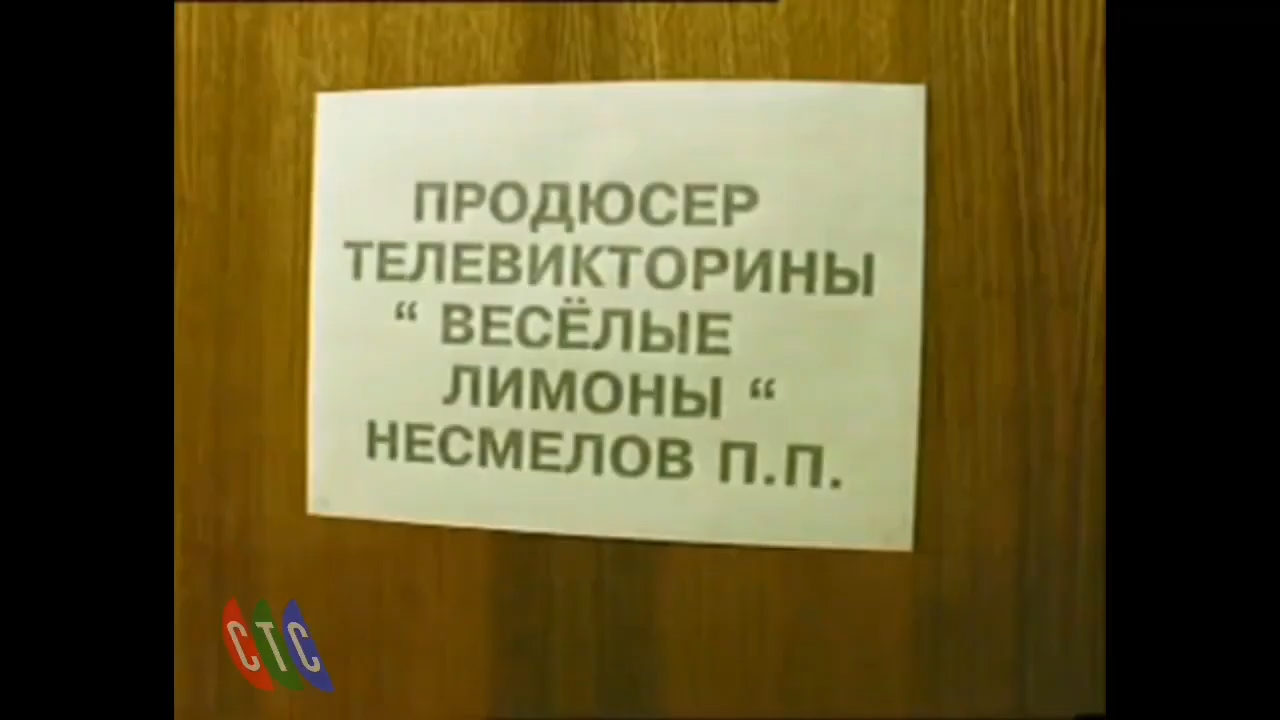 ПРОДЮСЕР
ТЕЛЕВИКТОРИНЫ
“ ВЕСЁЛЫЕ
ЛИМОНЫ “
НЕСМЕЛОВ П.П.
СТС